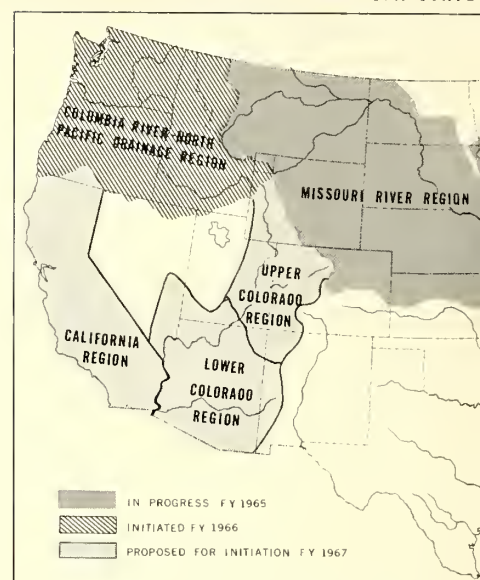 COLUMBIA RIVER-NORTH
PACIFIC DRAINAGE REGION
MISSOURI RIVER REGION
UPPER
COLORADO
REGION
CALIFORNIA
REGION
LOWER
COLORADO
REGION
IN PROGRESS FY 1965
INITIATED FY 1966
PROPOSED FOR INITIATION FY 1967